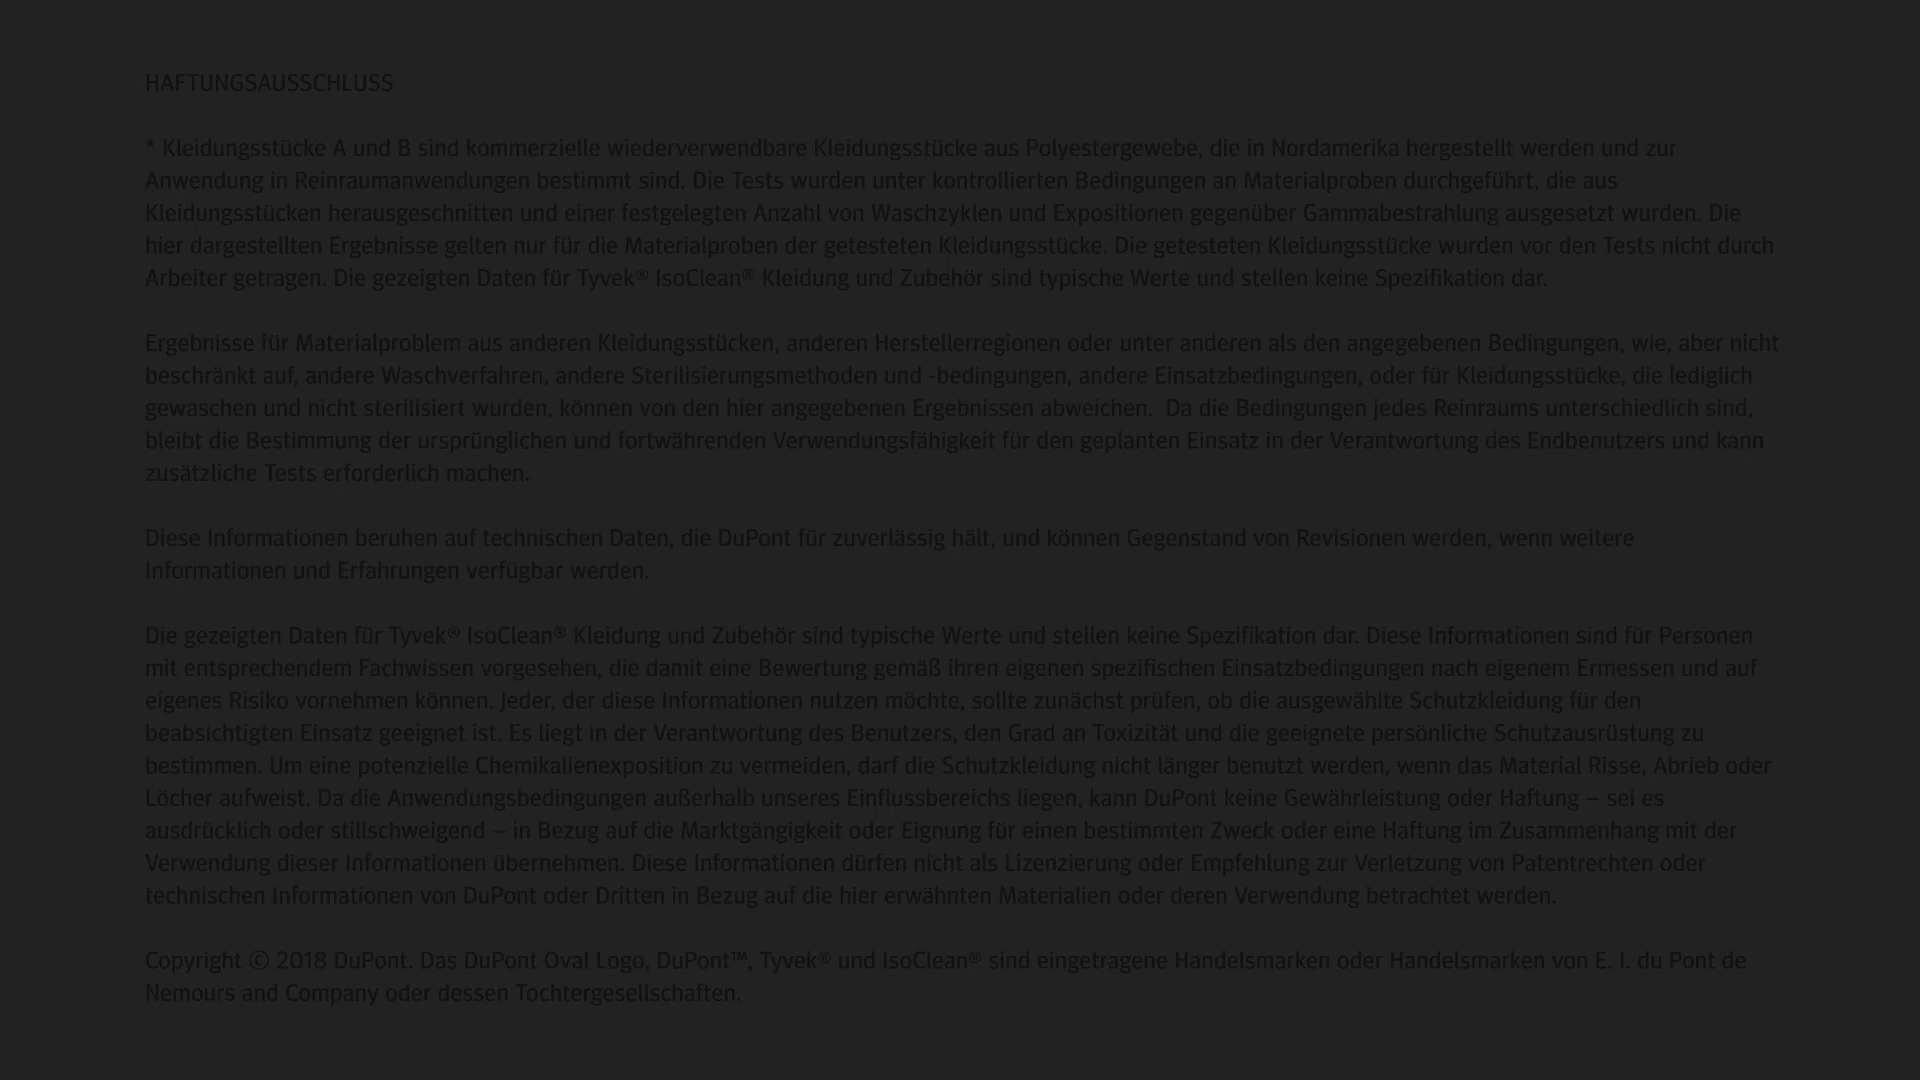 HAFTUNGSAUSSCHLUSS
* Kleidungsstücke A und B sind kommerzielle wiederverwendbare Kleidungsstücke aus Polyestergewebe, die in Nordamerika hergestellt werden und zur
Anwendung in Reinraumanwendungen bestimmt sind. Die Tests wurden unter kontrollierten Bedingungen an Materialproben durchgeführt, die aus
Kleidungsstücken herausgeschnitten und einer festgelegten Anzahl von Waschzyklen und Expositionen gegenüber Gammabestrahlung ausgesetzt wurden. Die
hier dargestellten Ergebnisse gelten nur für die Materialproben der getesteten Kleidungsstücke. Die getesteten Kleidungsstücke wurden vor den Tests nicht durch
Arbeiter getragen. Die gezeigten Daten für Tyvek® IsoClean® Kleidung und Zubehör sind typische Werte und stellen keine Spezifikation dar.
Ergebnisse für Materialproblem aus anderen Kleidungsstücken, anderen Herstellerregionen oder unter anderen als den angegebenen Bedingungen, wie, aber nicht
beschränkt auf, andere Waschverfahren, andere Sterilisierungsmethoden und -bedingungen, andere Einsatzbedingungen, oder für Kleidungsstücke, die lediglich
gewaschen und nicht sterilisiert wurden, können von den hier angegebenen Ergebnissen abweichen.  Da die Bedingungen jedes Reinraums unterschiedlich sind,
bleibt die Bestimmung der ursprünglichen und fortwährenden Verwendungsfähigkeit für den geplanten Einsatz in der Verantwortung des Endbenutzers und kann
zusätzliche Tests erforderlich machen.
Diese Informationen beruhen auf technischen Daten, die DuPont für zuverlässig hält, und können Gegenstand von Revisionen werden, wenn weitere
Informationen und Erfahrungen verfügbar werden.
Die gezeigten Daten für Tyvek® IsoClean® Kleidung und Zubehör sind typische Werte und stellen keine Spezifikation dar. Diese Informationen sind für Personen
mit entsprechendem Fachwissen vorgesehen, die damit eine Bewertung gemäß ihren eigenen spezifischen Einsatzbedingungen nach eigenem Ermessen und auf
eigenes Risiko vornehmen können. Jeder, der diese Informationen nutzen möchte, sollte zunächst prüfen, ob die ausgewählte Schutzkleidung für den
beabsichtigten Einsatz geeignet ist. Es liegt in der Verantwortung des Benutzers, den Grad an Toxizität und die geeignete persönliche Schutzausrüstung zu
bestimmen. Um eine potenzielle Chemikalienexposition zu vermeiden, darf die Schutzkleidung nicht länger benutzt werden, wenn das Material Risse, Abrieb oder
Löcher aufweist. Da die Anwendungsbedingungen außerhalb unseres Einflussbereichs liegen, kann DuPont keine Gewährleistung oder Haftung – sei es
ausdrücklich oder stillschweigend – in Bezug auf die Marktgängigkeit oder Eignung für einen bestimmten Zweck oder eine Haftung im Zusammenhang mit der
Verwendung dieser Informationen übernehmen. Diese Informationen dürfen nicht als Lizenzierung oder Empfehlung zur Verletzung von Patentrechten oder
technischen Informationen von DuPont oder Dritten in Bezug auf die hier erwähnten Materialien oder deren Verwendung betrachtet werden.
Copyright © 2018 DuPont. Das DuPont Oval Logo, DuPont™, Tyvek® und IsoClean® sind eingetragene Handelsmarken oder Handelsmarken von E. I. du Pont de
Nemours and Company oder dessen Tochtergesellschaften.